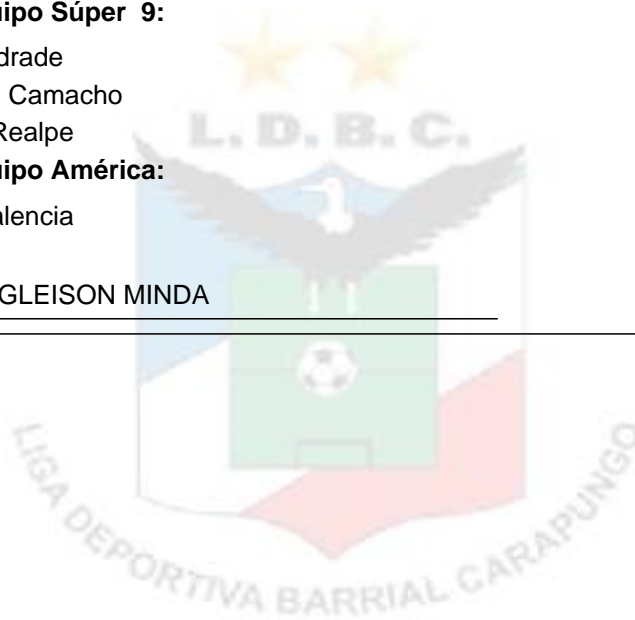 uipo Súper 9:
drade
Camacho
Realpe
uipo América:
alencia
GLEISON MINDA
L. D. B. C.
LIGA DEPORTIVA BARRIAL CARAPUNGO